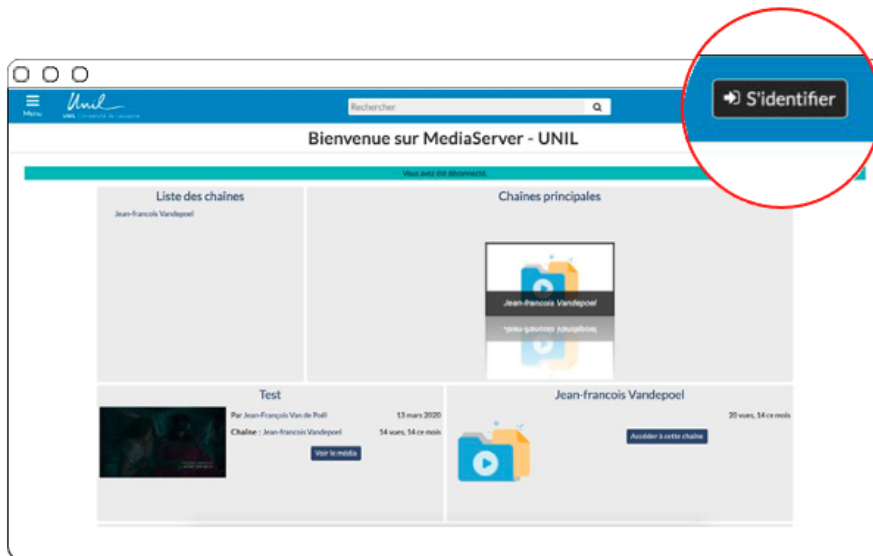 S'identifier
Menu
Unil
UNIL | Université de Lausanne
Rechercher
Bienvenue sur MediaServer - UNIL
Vous avez été déconnecté.
Liste des chaînes
Jean-francois Vandepoel
Chaînes principales
Jean-francois Vandepoel
Test
Par Jean-François Van de Poël
13 mars 2020
Chaîne : Jean-francois Vandepoel
14 vues, 14 ce mois
Voir le média
Jean-francois Vandepoel
20 vues, 14 ce mois
Accéder à cette chaîne